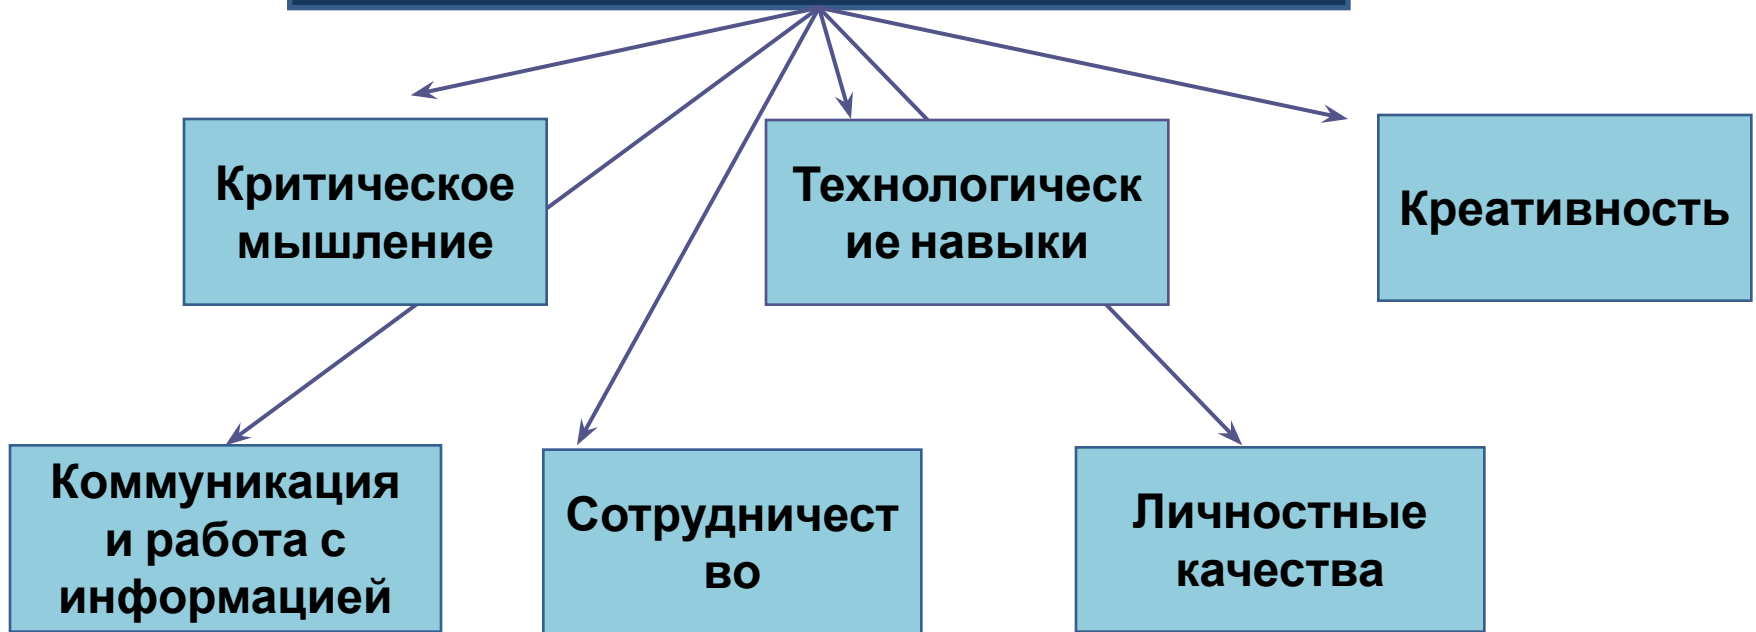 Критическое
мышление
Технологическ
ие навыки
Креативность
Коммуникация
и работа с
информацией
Сотрудничест
во
Личностные
качества